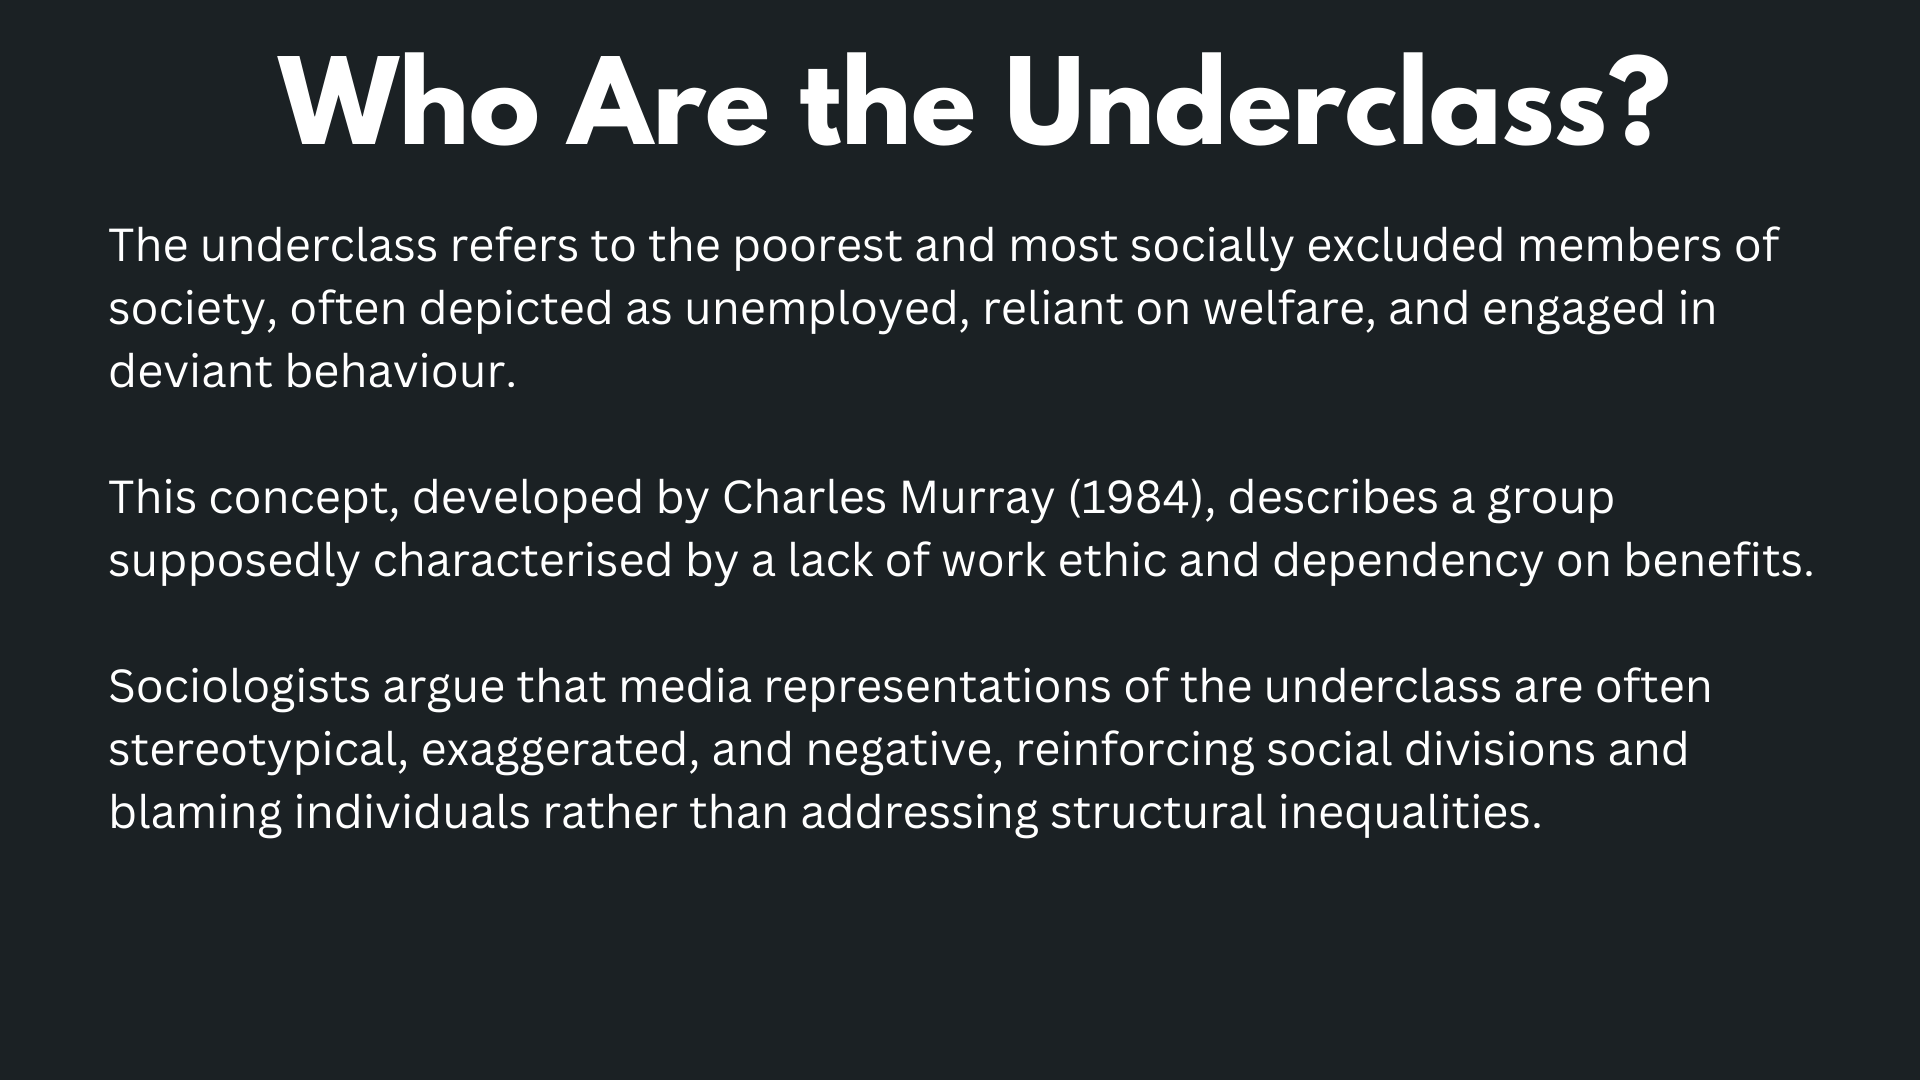 Who Are the Underclass?
The underclass refers to the poorest and most socially excluded members of
society, often depicted as unemployed, reliant on welfare, and engaged in
deviant behaviour.
This concept, developed by Charles Murray (1984), describes a group
supposedly characterised by a lack of work ethic and dependency on benefits.
Sociologists argue that media representations of the underclass are often
stereotypical, exaggerated, and negative, reinforcing social divisions and
blaming individuals rather than addressing structural inequalities.